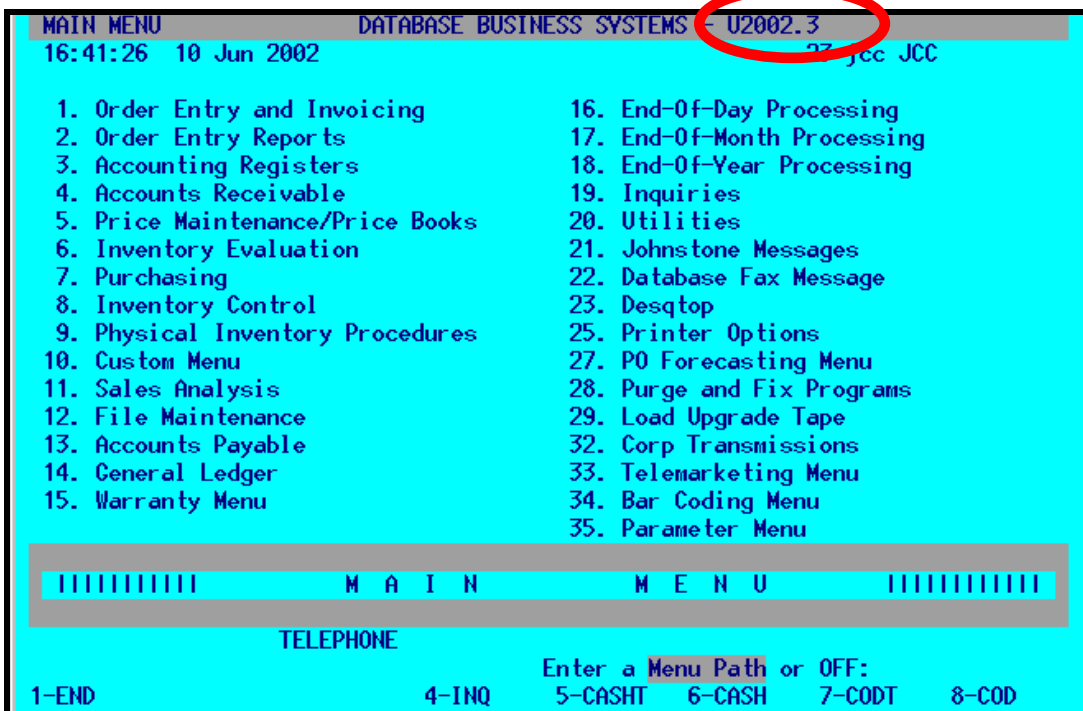 MAIN MENU DATABASE BUSINESS SYSTEMS - U2002.3
16:41:26 10 Jun 2002 jcc JCC
1. Order Entry and Invoicing
2. Order Entry Reports
3. Accounting Registers
4. Accounts Receivable
5. Price Maintenance/Price Books
6. Inventory Evaluation
7. Purchasing
8. Inventory Control
9. Physical Inventory Procedures
10. Custom Menu
11. Sales Analysis
12. File Maintenance
13. Accounts Payable
14. General Ledger
15. Warranty Menu
16. End-Of-Day Processing
17. End-Of-Month Processing
18. End-Of-Year Processing
19. Inquiries
20. Utilities
21. Johnstone Messages
22. Database Fax Message
23. Desqtop
25. Printer Options
27. PO Forecasting Menu
28. Purge and Fix Programs
29. Load Upgrade Tape
32. Corp Transmissions
33. Telemarketing Menu
34. Bar Coding Menu
35. Parameter Menu
||||||||||| M A I N M E N U ||||||||||||
TELEPHONE
Enter a Menu Path or OFF:
1-END 4-INQ 5-CASHT 6-CASH 7-CODT 8-COD